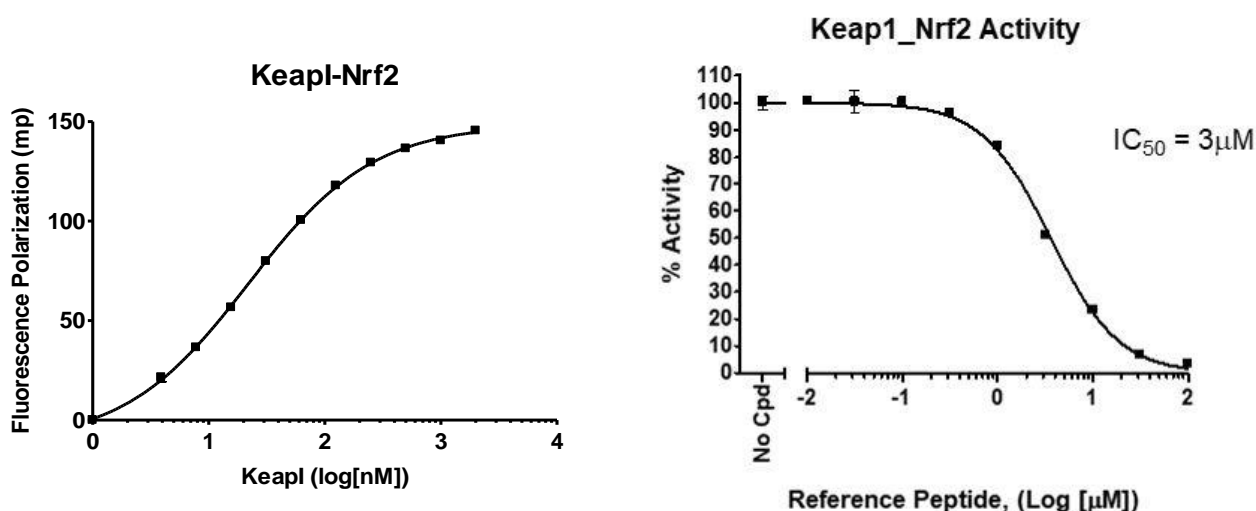 KeapI-Nrf2
Fluorescence Polarization (mp)
150
100
50
0
0 1 2 3 4
KeapI (log[nM])
Keap1_Nrf2 Activity
% Activity
110
100
90
80
70
60
50
40
30
20
10
0
IC50 = 3μM
No Cpd
-2 -1 0 1 2
Reference Peptide, (Log [μM])